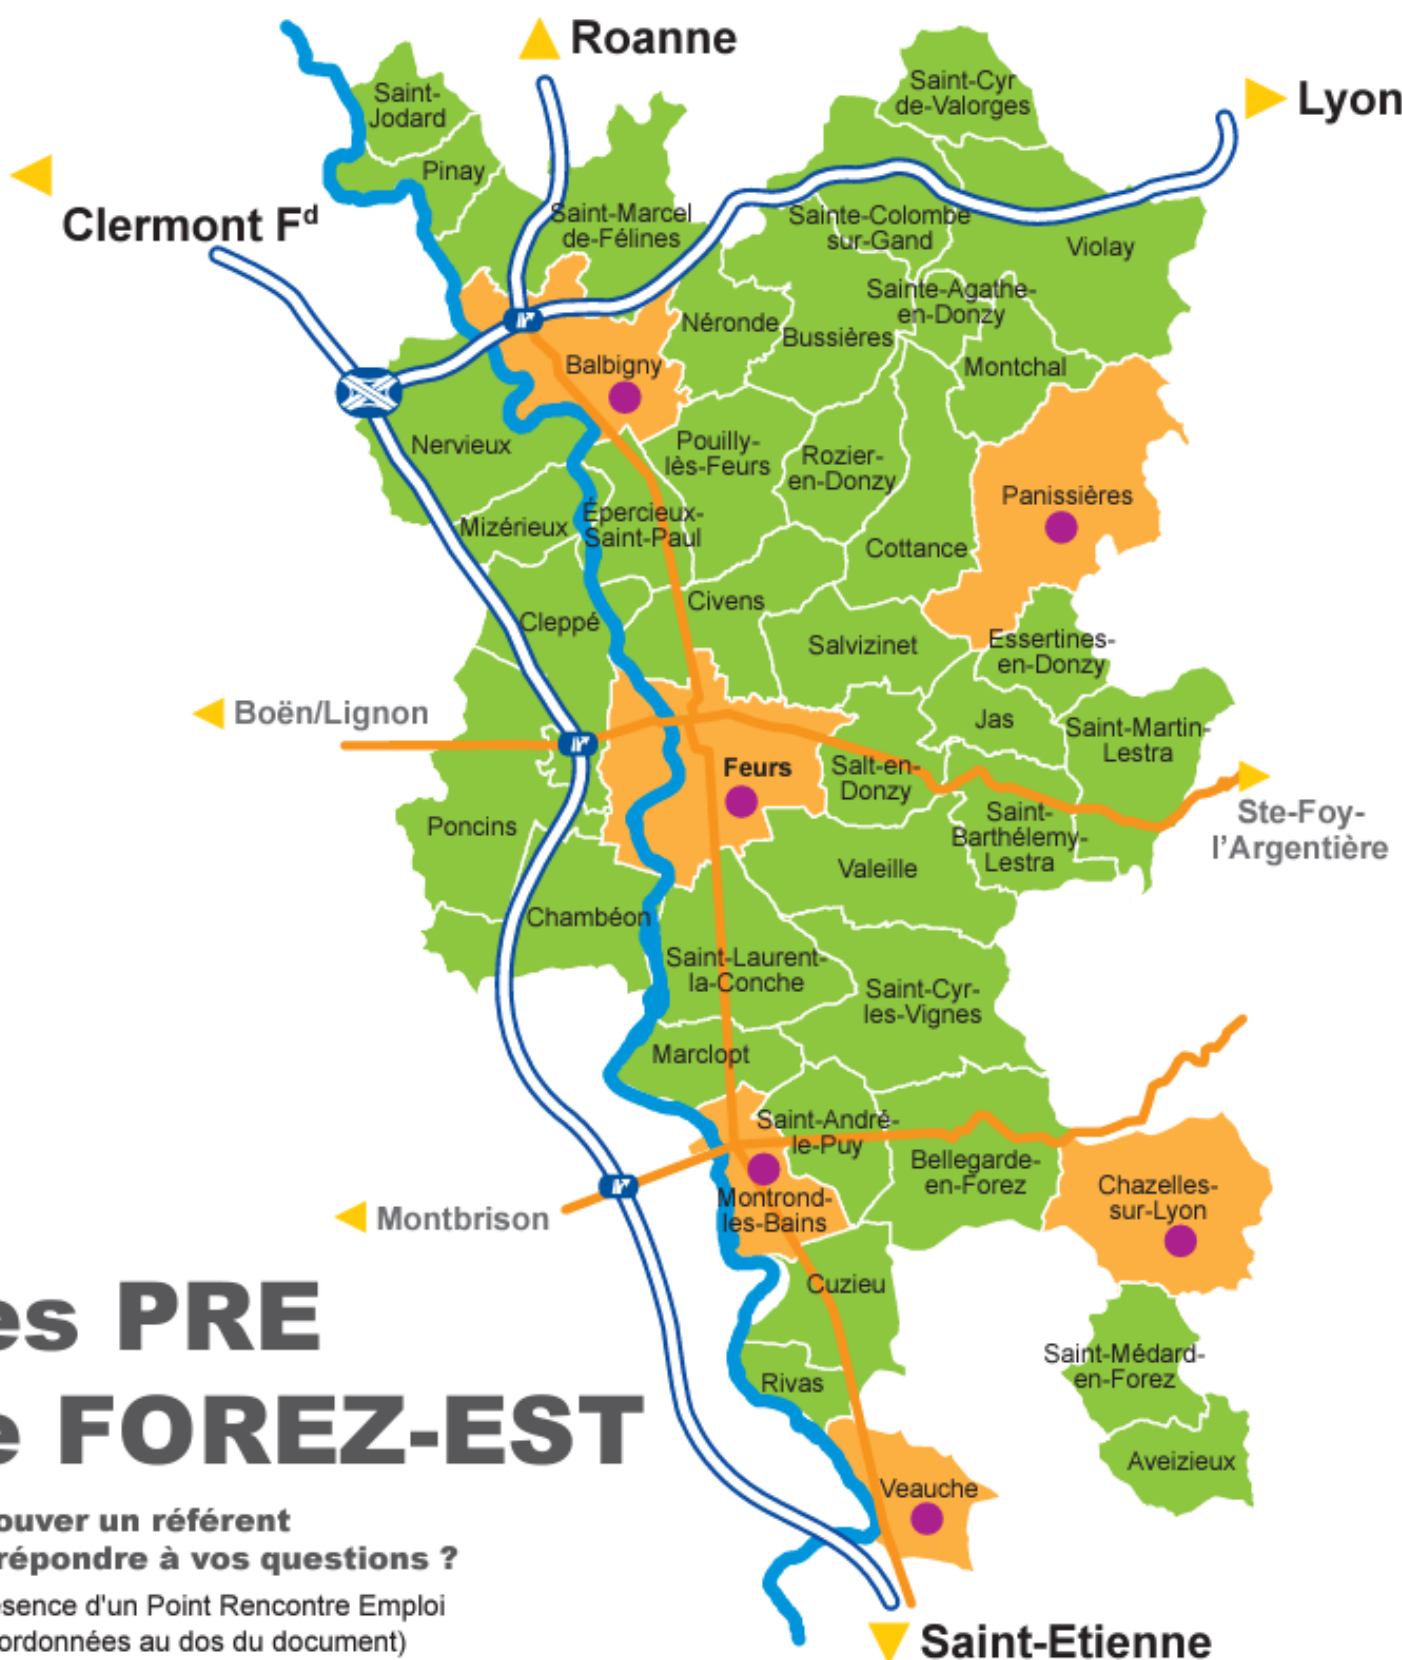 Roanne
Lyon
Clermont Fd
Saint-
Jodard
Pinay
Saint-Cyr
de-Valorges
Saint-Marcel
de-Félines
Sainte-Colombe
sur-Gand
Violay
Sainte-Agathe-
en-Donzy
Néronde
Bussières
Montchal
Balbigny
Nervieux
Pouilly-
lès-Feurs
Rozier-
en-Donzy
Panissières
Mizérieux
Épercieux-
Saint-Paul
Cottance
Cleppé
Civens
Salvizinet
Essertines-
en-Donzy
Boën/Lignon
Jas
Saint-Martin-
Lestra
Feurs
Salt-en-
Donzy
Poncins
Saint-
Barthélemy-
Lestra
Ste-Foy-
l'Argentière
Valeille
Chambéon
Saint-Laurent-
la-Conche
Saint-Cyr-
les-Vignes
Marclopt
Saint-André-
le-Puy
Bellegarde-
en-Forez
Chazelles-
sur-Lyon
Montbrison
Montrond-
les-Bains
Cuzieu
Saint-Médard-
en-Forez
Rivas
Aveizieux
Veauche
Saint-Etienne
es PRE
e FOREZ-EST
ouver un référent
répondre à vos questions ?
ésence d'un Point Rencontre Emploi
ordonnées au dos du document)